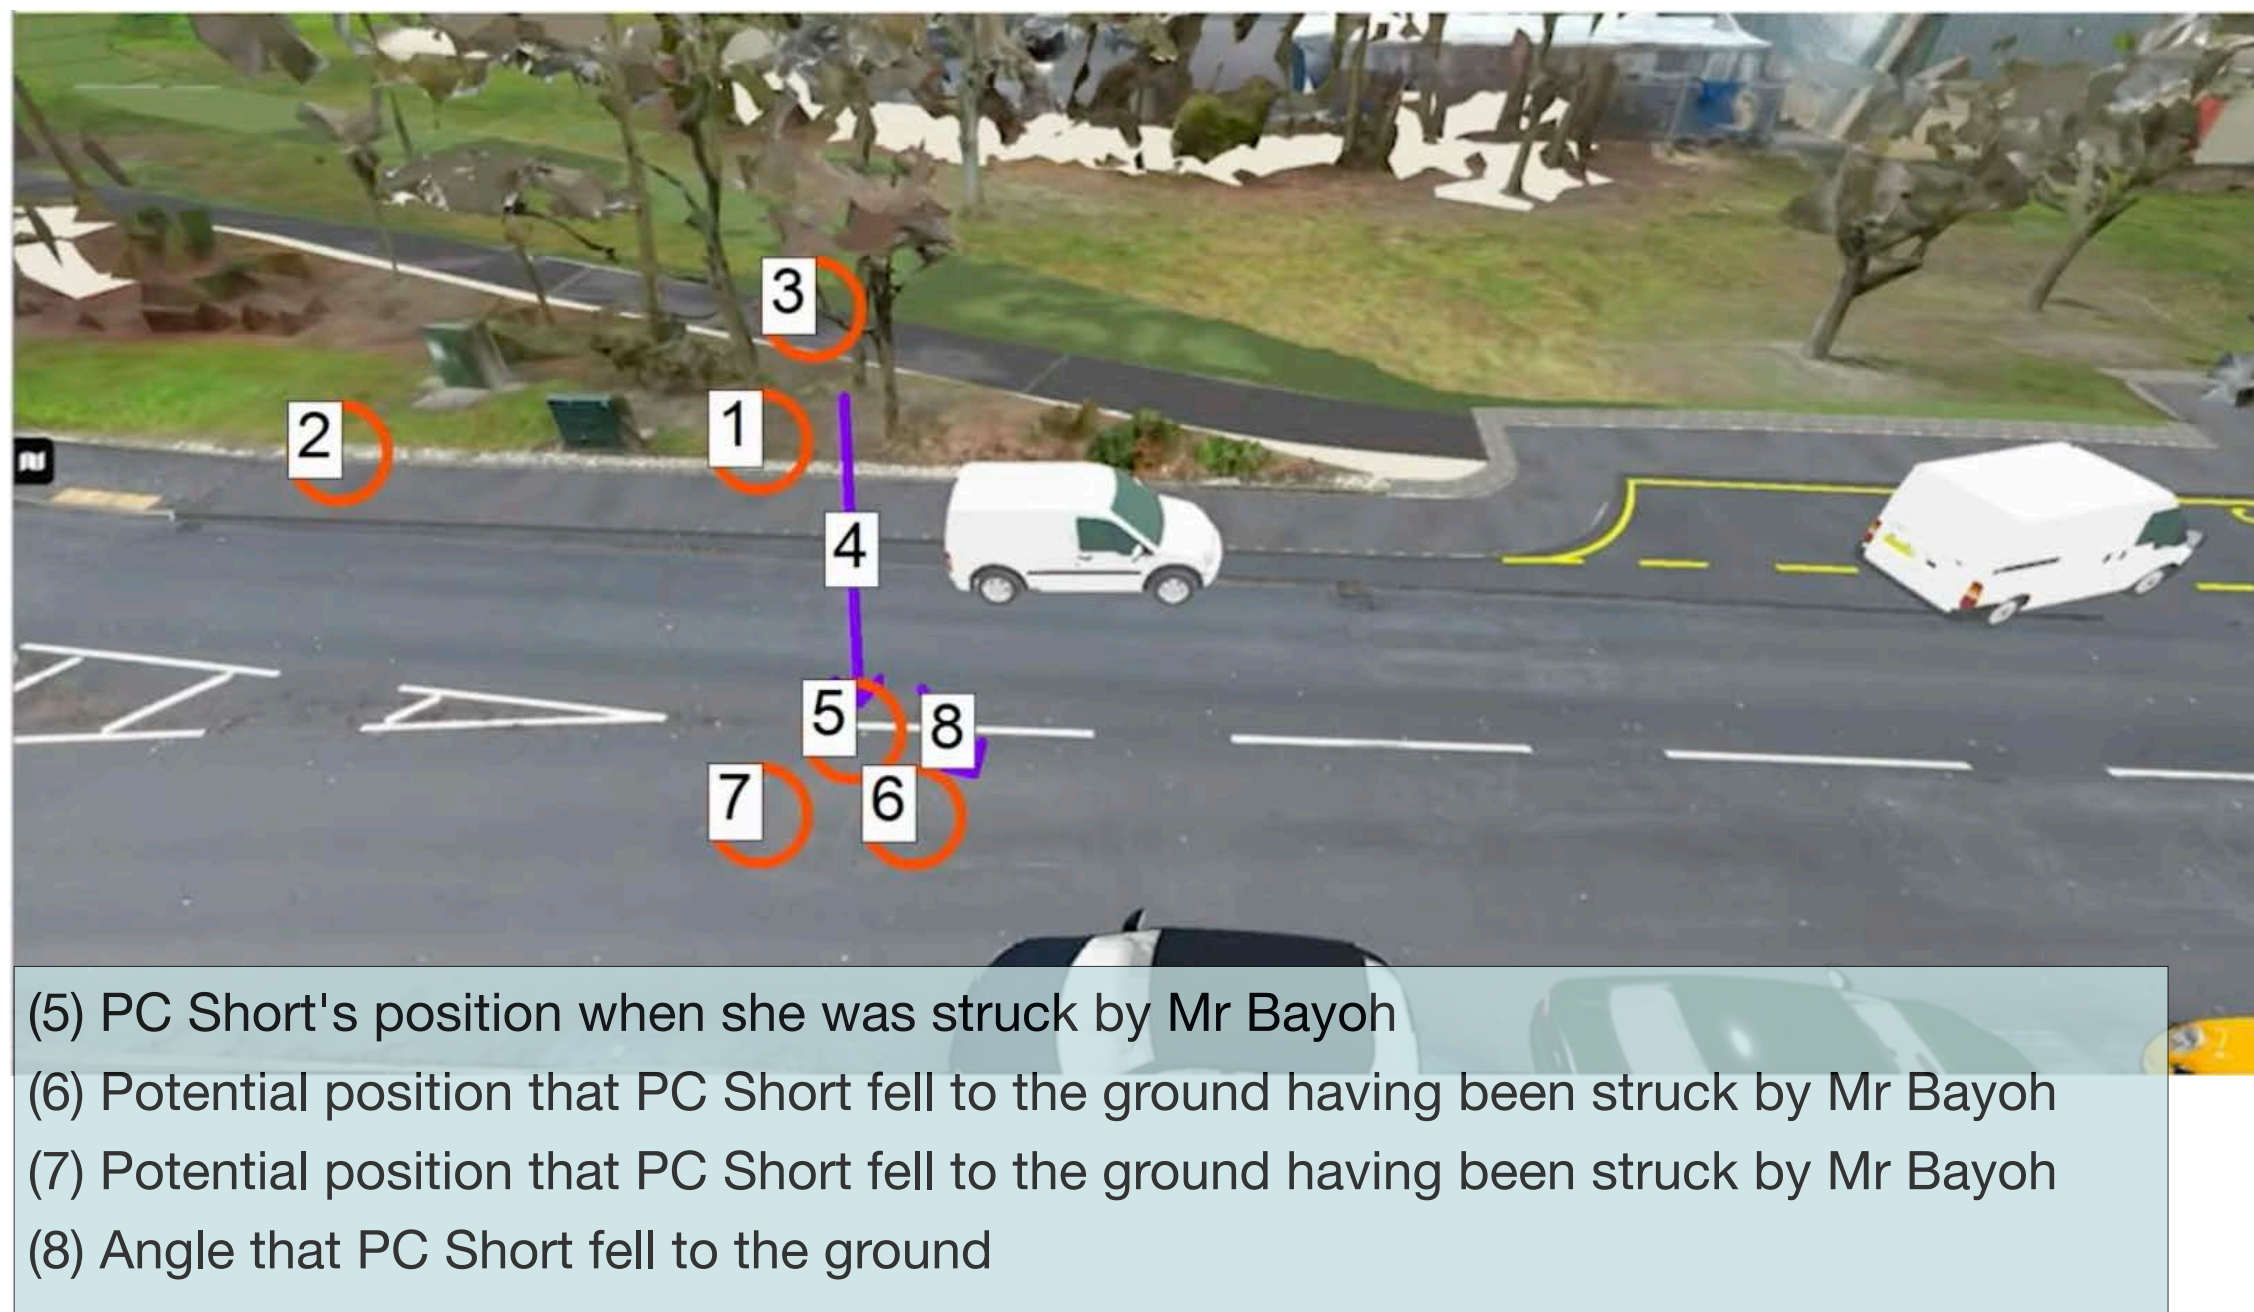 3
2
1
4
5
8
7
6
(5) PC Short's position when she was struck by Mr Bayoh
(6) Potential position that PC Short fell to the ground having been struck by Mr Bayoh
(7) Potential position that PC Short fell to the ground having been struck by Mr Bayoh
(8) Angle that PC Short fell to the ground